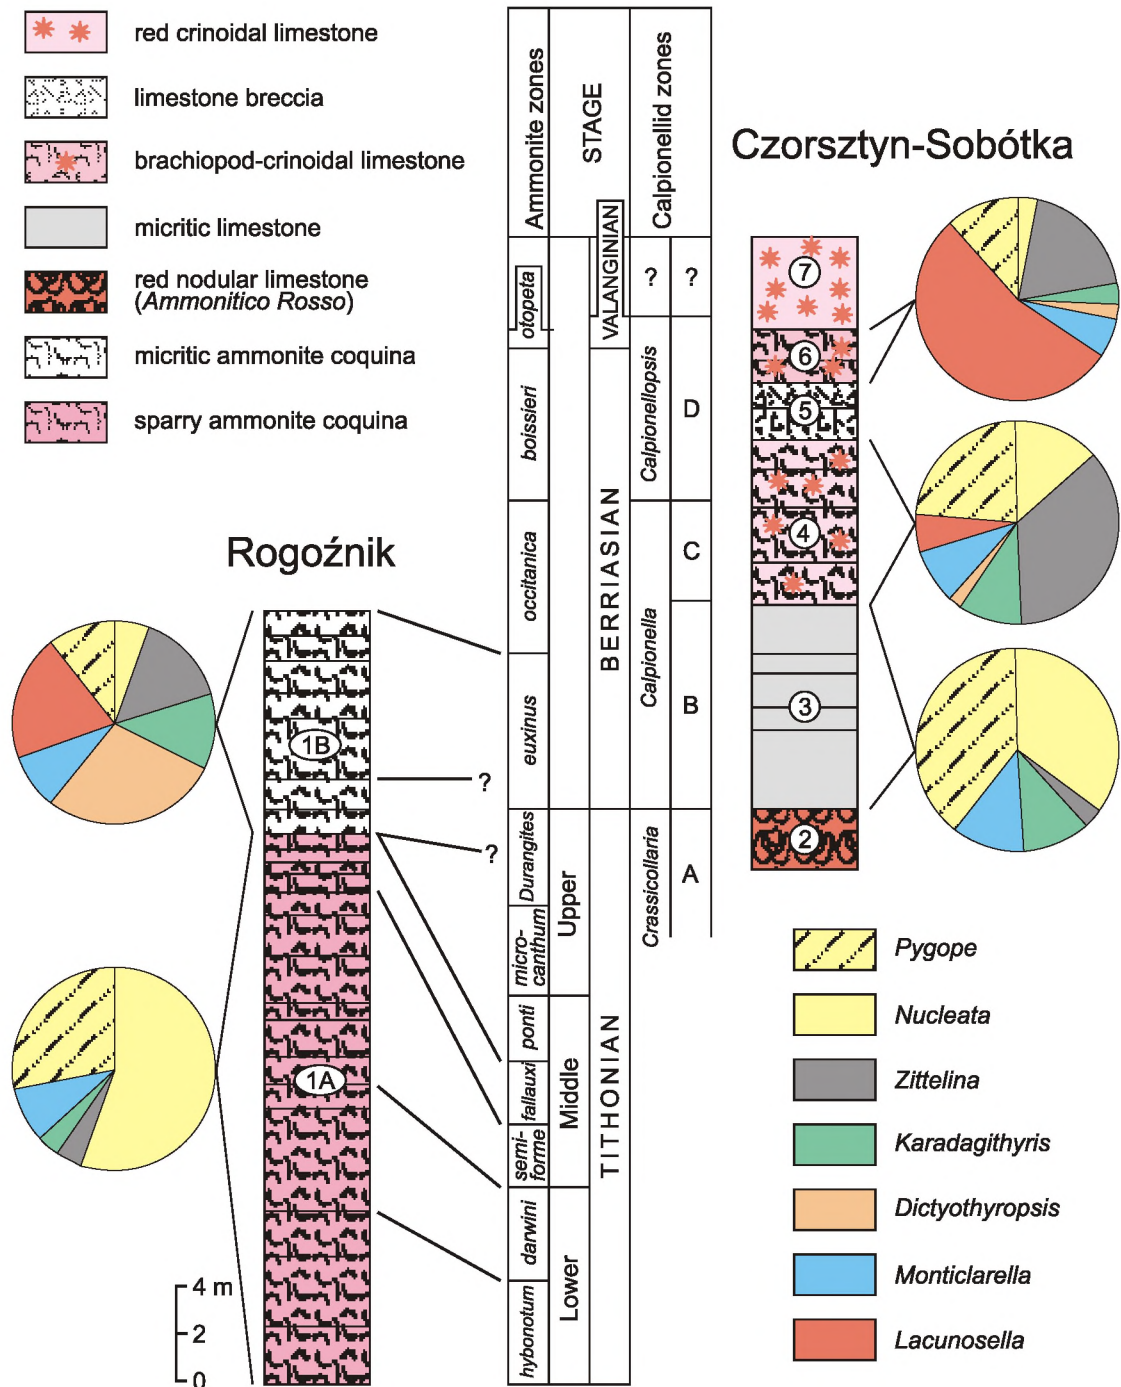 red crinoidal limestone
limestone breccia
brachiopod-crinoidal limestone
micritic limestone
red nodular limestone
(Ammonitico Rosso)
micritic ammonite coquina
sparry ammonite coquina
Ammonite zones
STAGE
Calpionellid zones
otopeta
boissieri
occitanica
euxinus
Durangites
micro-
canthum
ponti
fallauxi
semi-
forme
darwini
hybonotum
Upper
Middle
Lower
VALANGINIAN
BERRIASIAN
TITHONIAN
?
Calpionellopsis
Calpionella
Crassicollaria
?
D
C
B
A
Czorsztyn-Sobótka
7
6
5
4
3
2
Rogoźnik
1B
1A
?
?
4 m
2
0
Pygope
Nucleata
Zittelina
Karadagithyris
Dictyothyropsis
Monticlarella
Lacunosella